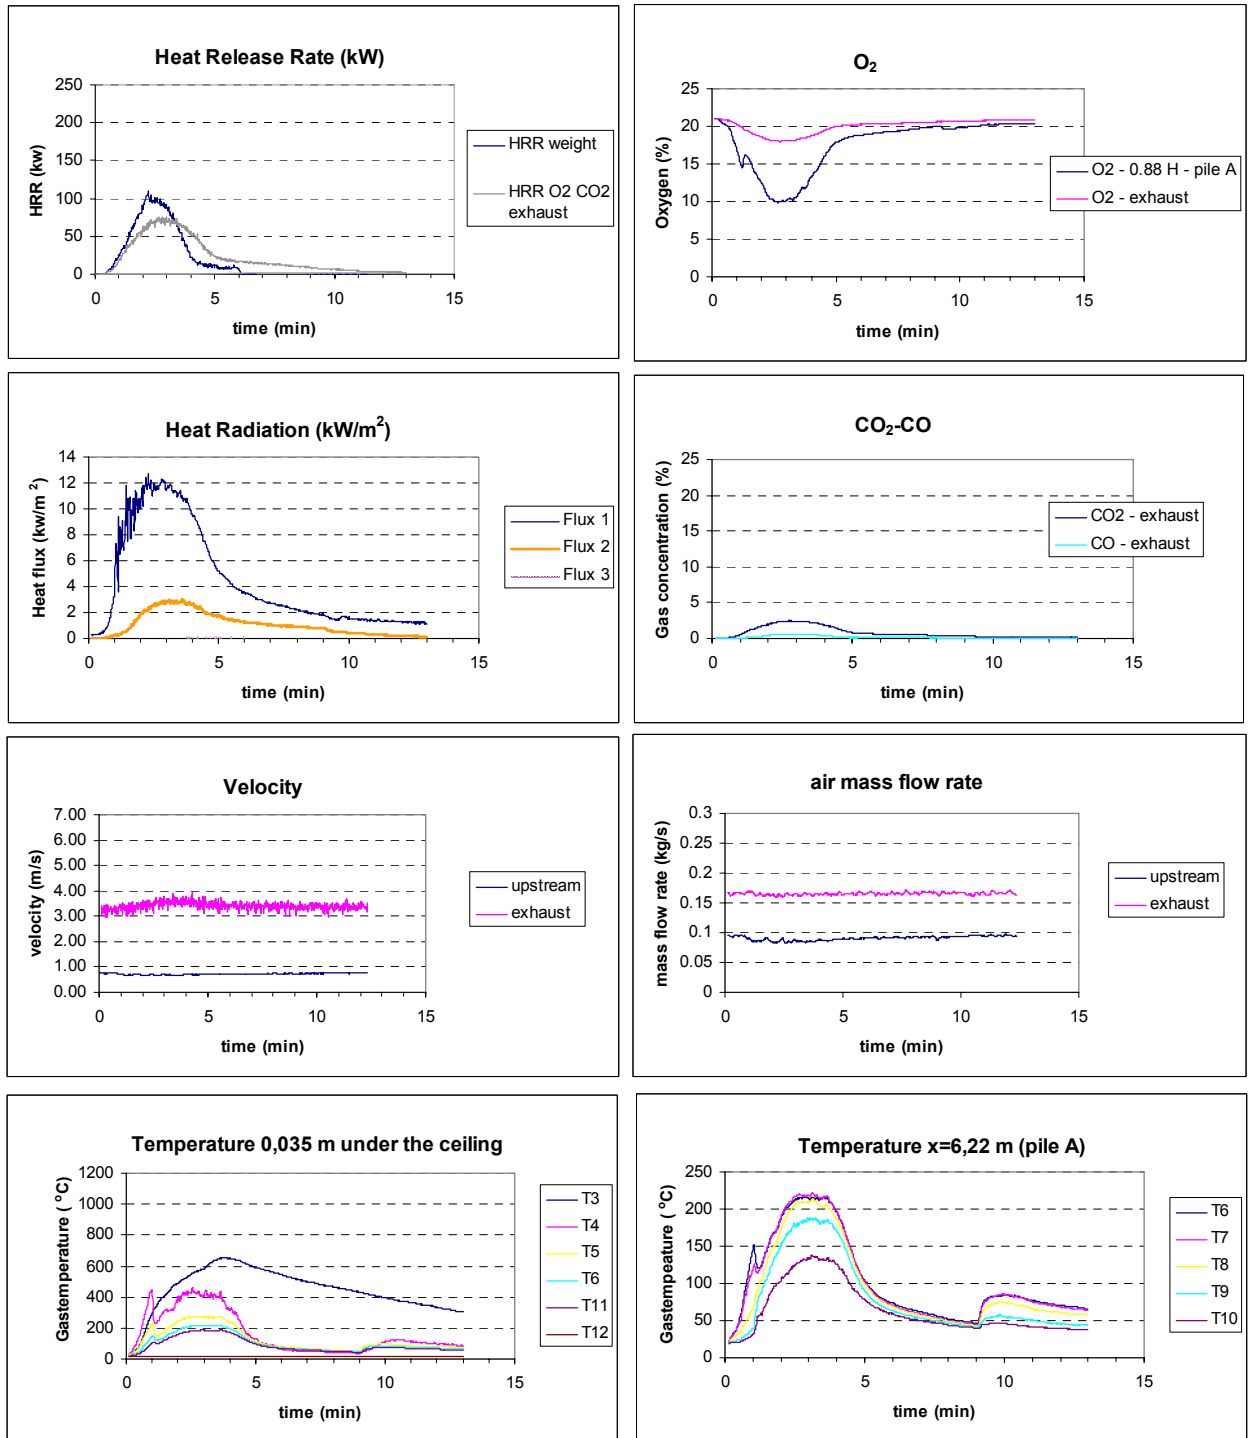 Heat Release Rate (kW)
250
200
150
100
50
0
HRR (kw)
0 5 10 15
time (min)
HRR weight
HRR O2 CO2
exhaust
O2
25
20
15
10
5
0
Oxygen (%)
0 5 10 15
time (min)
O2 - 0.88 H - pile A
O2 - exhaust
Heat Radiation (kW/m2)
14
12
10
8
6
4
2
0
Heat flux (kw/m 2)
0 5 10 15
time (min)
Flux 1
Flux 2
Flux 3
CO2-CO
25
20
15
10
5
0
Gas concentration (%)
0 5 10 15
time (min)
CO2 - exhaust
CO - exhaust
Velocity
7.00
6.00
5.00
4.00
3.00
2.00
1.00
0.00
velocity (m/s)
0 5 10 15
time (min)
upstream
exhaust
air mass flow rate
0.3
0.25
0.2
0.15
0.1
0.05
0
mass flow rate (kg/s)
0 5 10 15
time (min)
upstream
exhaust
Temperature 0,035 m under the ceiling
1200
1000
800
600
400
200
0
Gastemperature ( °C)
0 5 10 15
time (min)
T3
T4
T5
T6
T11
T12
Temperature x=6,22 m (pile A)
250
200
150
100
50
0
Gastempeature ( °C)
0 5 10 15
time (min)
T6
T7
T8
T9
T10